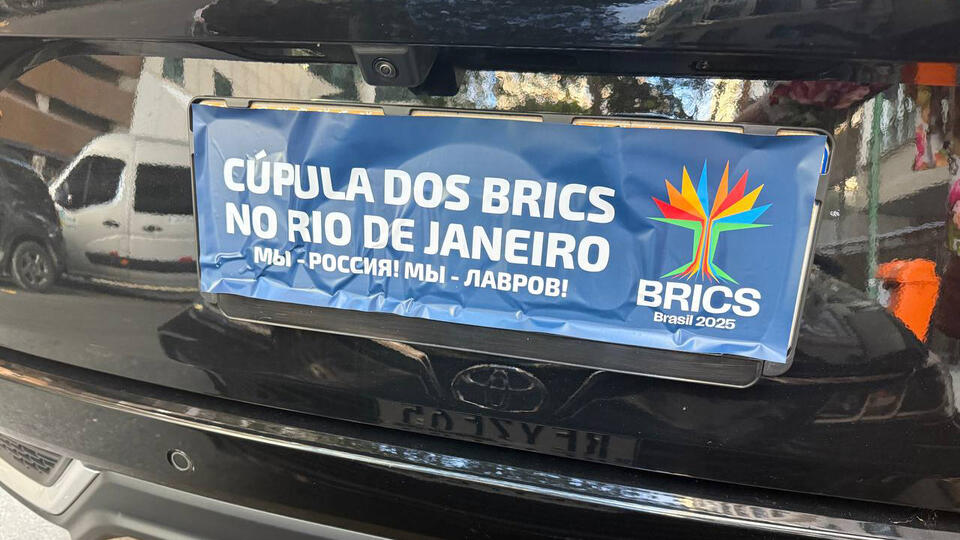 CÚPULA DOS BRICS
NO RIO DE JANEIRO
МЫ - РОССИЯ! МЫ - ЛАВРОВ!
BRICS
Brasil 2025